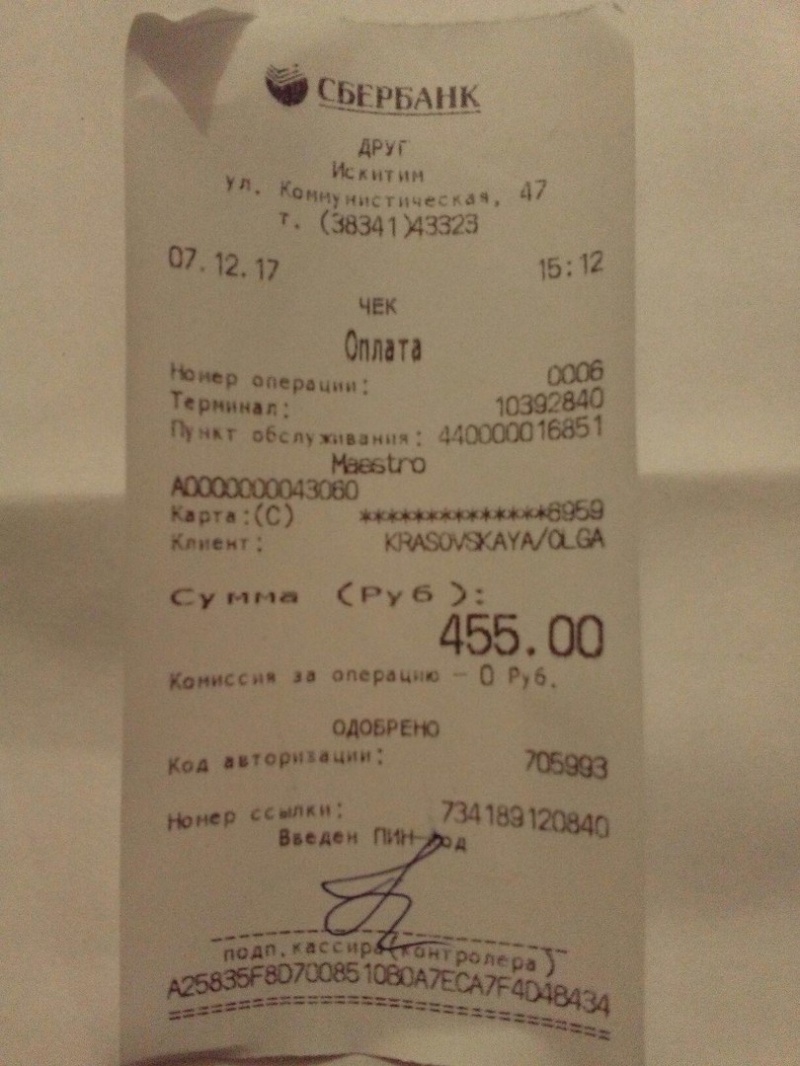 СБЕРБАНК
ДРУГ
Искитим
ул. Коммунистическая, 47
т. (38341)43323
07.12.17 15:12
ЧЕК
Оплата
Номер операции: 0006
Терминал: 10392840
Пункт обслуживания: 440000016851
Maestro
A0000000043060
Карта:(C) **************6959
Клиент: KRASOVSKAYA/OLGA
Сумма (Руб):
455.00
Комиссия за операцию - 0 Руб.
ОДОБРЕНО
Код авторизации: 705993
Номер ссылки: 734189120840
Введен ПИН-код
подп.кассира(контролера)
A25835F8D7008510B0A7ECA7F4D4B434